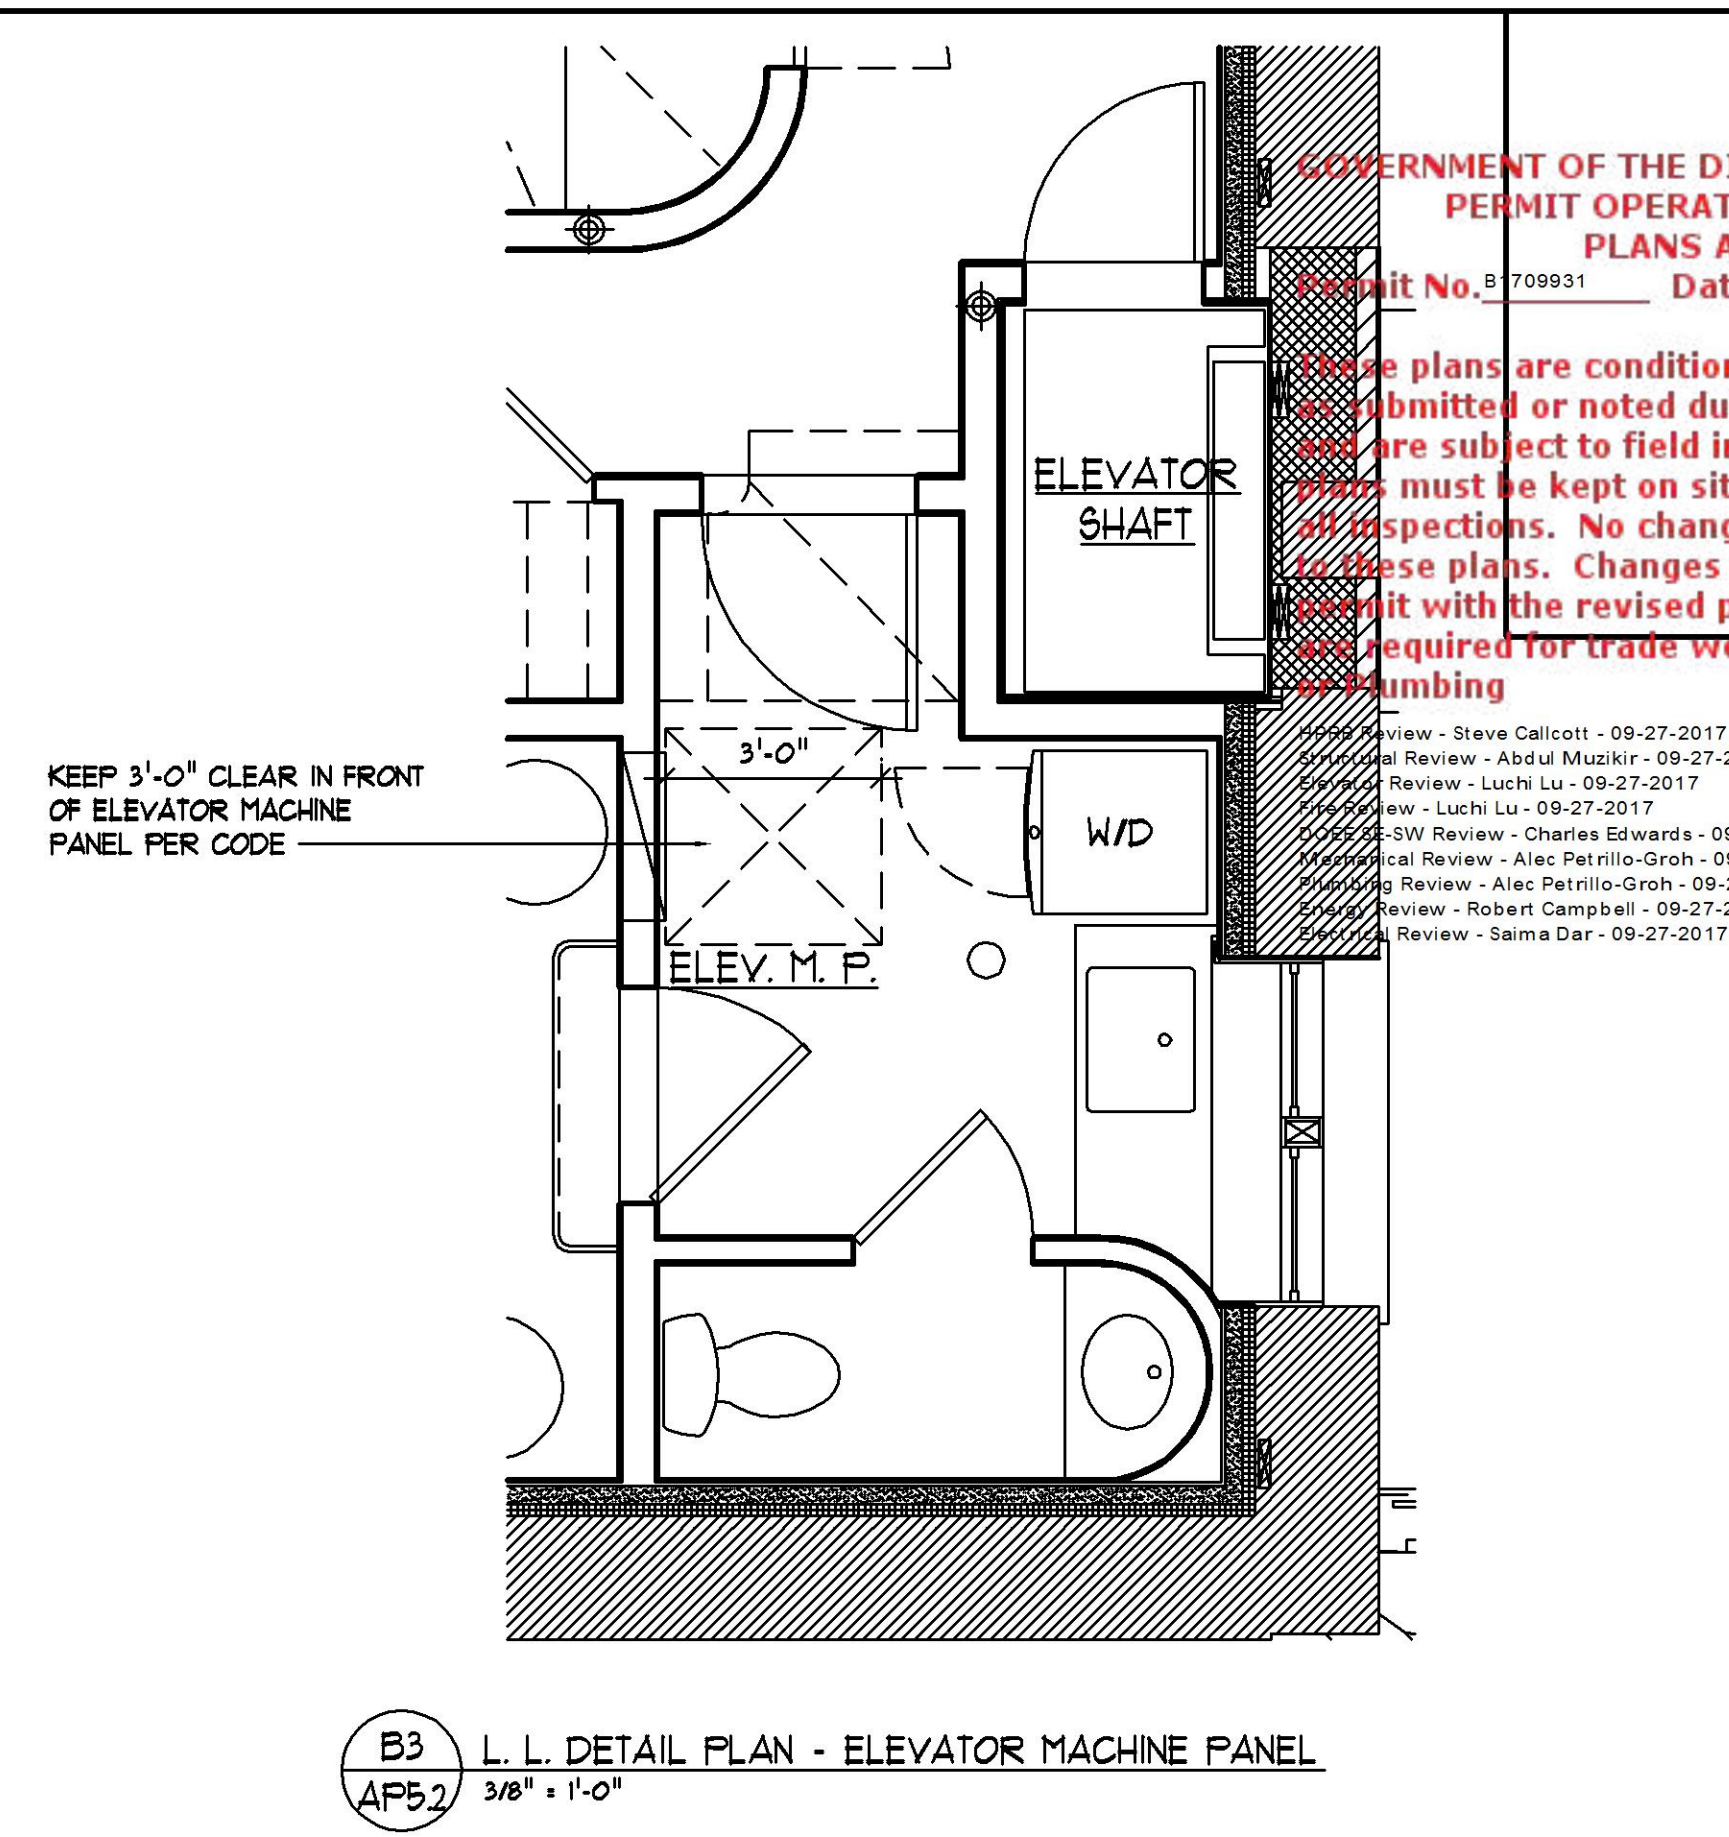 GOVERNMENT OF THE DI
PERMIT OPERAT
PLANS A
Permit No. B1709931 Dat
These plans are condition
as submitted or noted du
and are subject to field in
plans must be kept on sit
all inspections. No chang
to these plans. Changes
permit with the revised p
are required for trade wo
or Plumbing
HPRB Review - Steve Callcott - 09-27-2017
Structural Review - Abdul Muzikir - 09-27-2
Elevator Review - Luchi Lu - 09-27-2017
Fire Review - Luchi Lu - 09-27-2017
DOEE SE-SW Review - Charles Edwards - 09
Mechanical Review - Alec Petrillo-Groh - 09
Plumbing Review - Alec Petrillo-Groh - 09-2
Energy Review - Robert Campbell - 09-27-2
Electrical Review - Saima Dar - 09-27-2017
ELEVATOR
SHAFT
3'-0"
KEEP 3'-0" CLEAR IN FRONT
OF ELEVATOR MACHINE
PANEL PER CODE
W/D
ELEV. M. P.
B3
AP5.2
L. L. DETAIL PLAN - ELEVATOR MACHINE PANEL
3/8" = 1'-0"